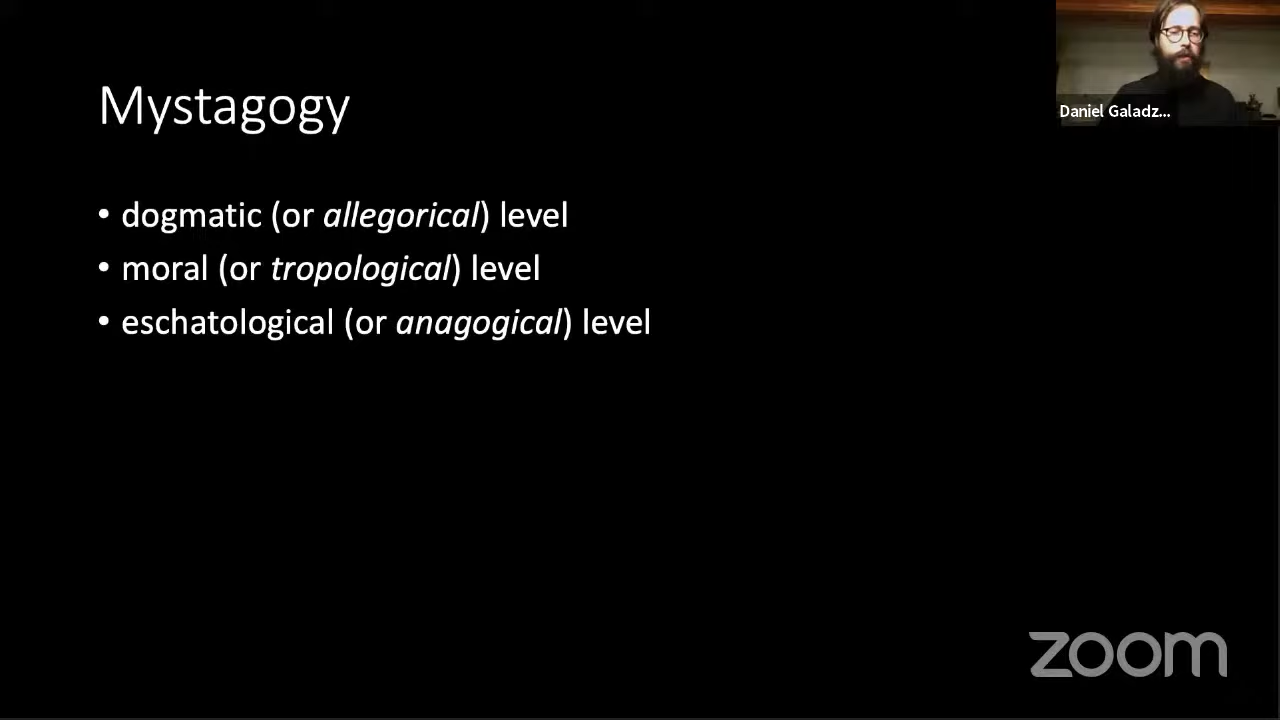 Mystagogy
Daniel Galadz...
• dogmatic (or allegorical) level
• moral (or tropological) level
• eschatological (or anagogical) level
zoom